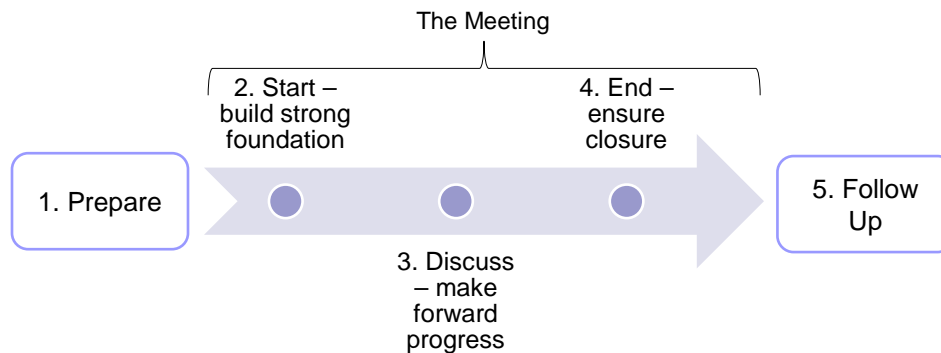 The Meeting
2. Start –
build strong
foundation
4. End –
ensure
closure
1. Prepare
5. Follow
Up
3. Discuss
– make
forward
progress